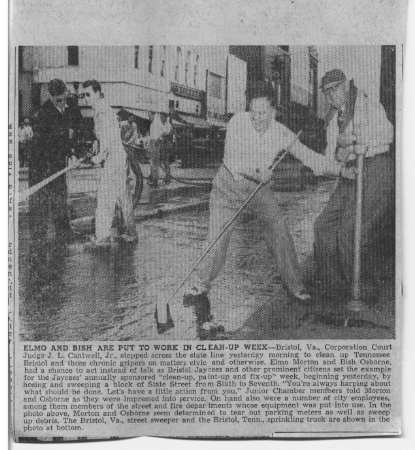 ELMO AND BISH ARE PUT TO WORK IN CLEAN-UP WEEK—Bristol, Va., Corporation Court
Judge J. L. Cantwell, Jr., stepped across the state line yesterday morning to clean up Tennessee
Bristol and these chronic gripers on matters civic and otherwise. Elmo Morton and Bish Osborne,
had a chance to act instead of talk as Bristol Jaycees and other prominent citizens set the example
for the Jaycees' annually sponsored "clean-up, paint-up and fix-up" week, beginning yesterday, by
hosing and sweeping a block of State Street from Sixth to Seventh. "You're always harping about
what should be done. Let's have a little action from you," Junior Chamber members told Morton
and Osborne as they were impressed into service. On hand also were a number of city employees,
among them members of the street and fire departments whose equipment was put into use. In the
photo above, Morton and Osborne seem determined to tear out parking meters as well as sweep
up debris. The Bristol, Va., street sweeper and the Bristol, Tenn., sprinkling truck are shown in the
photo at bottom.